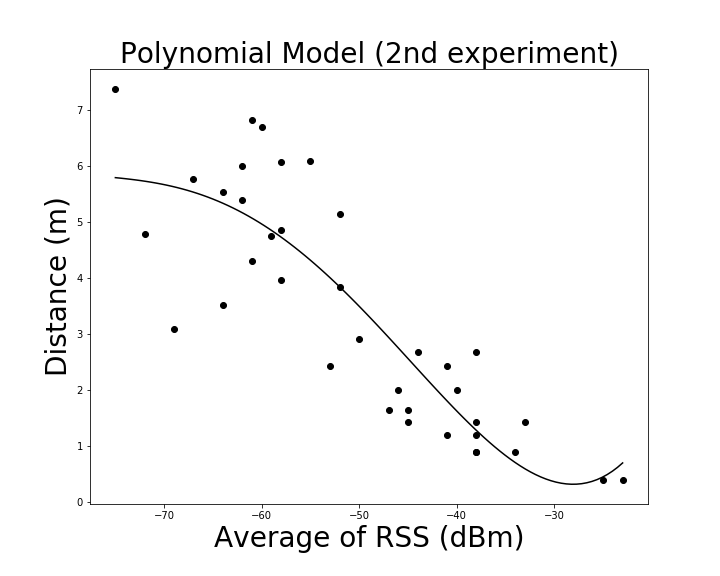 Polynomial Model (2nd experiment)
Distance (m)
7
6
5
4
3
2
1
0
−70 −60 −50 −40 −30
Average of RSS (dBm)